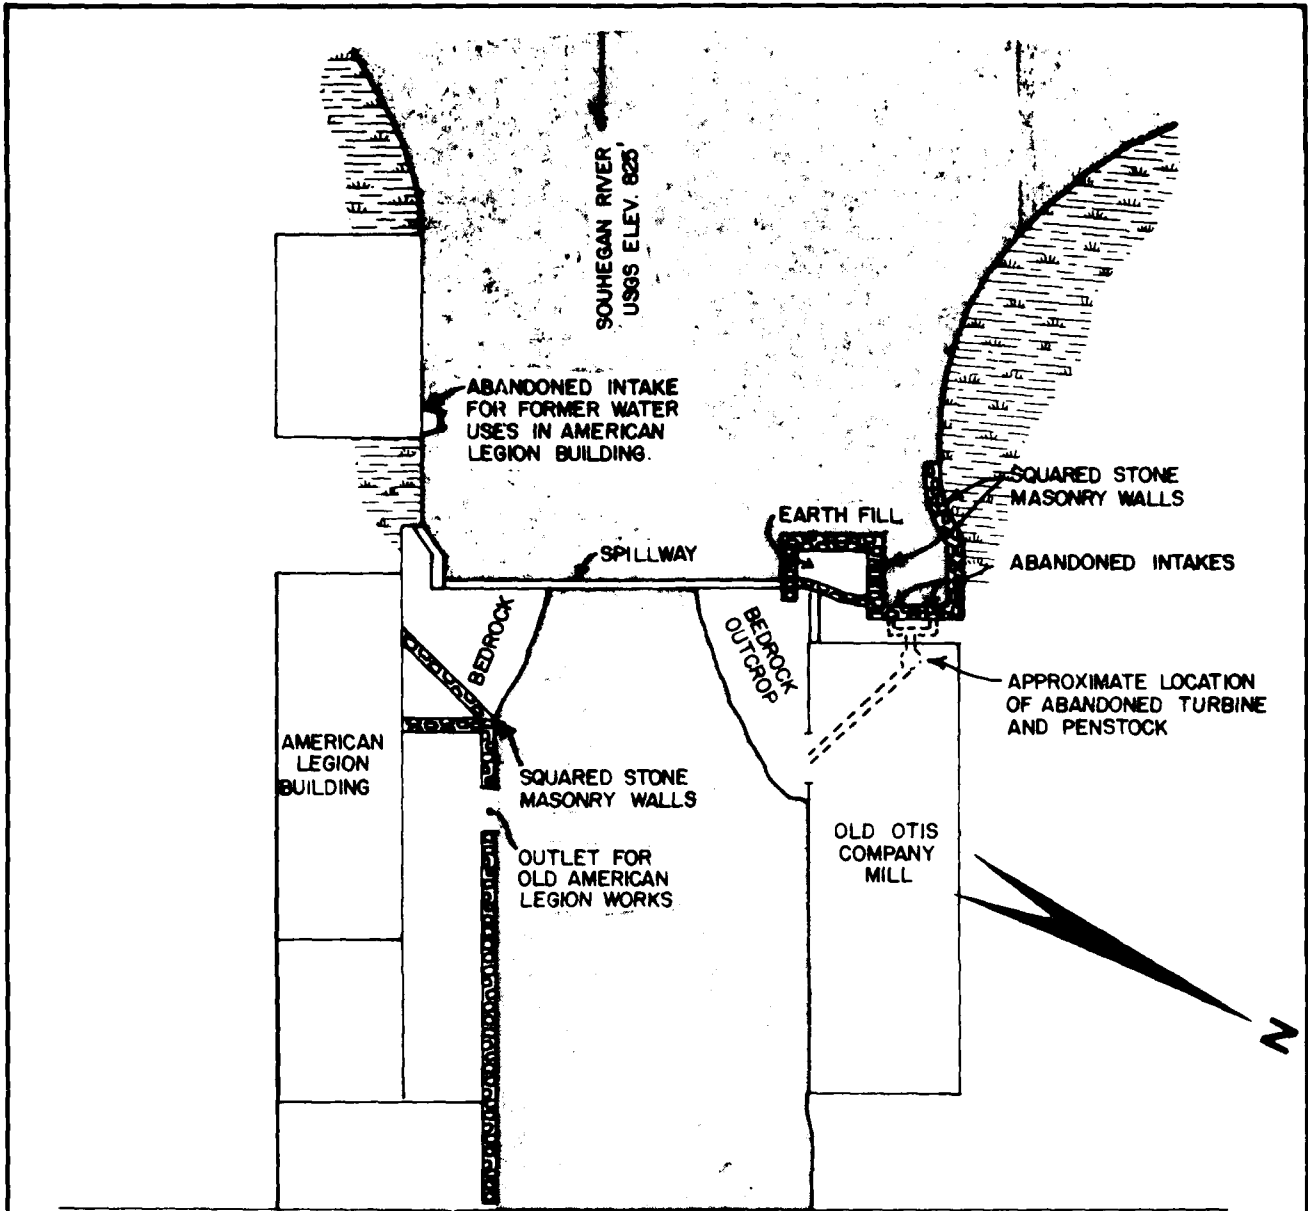 SOUHEGAN RIVER
USGS ELEV. 825'
ABANDONED INTAKE
FOR FORMER WATER
USES IN AMERICAN
LEGION BUILDING.
SQUARED STONE
MASONRY WALLS
EARTH FILL
SPILLWAY
ABANDONED INTAKES
BEDROCK
BEDROCK
OUTCROP
APPROXIMATE LOCATION
OF ABANDONED TURBINE
AND PENSTOCK
AMERICAN
LEGION
BUILDING
SQUARED STONE
MASONRY WALLS
OUTLET FOR
OLD AMERICAN
LEGION WORKS
OLD OTIS
COMPANY
MILL
N